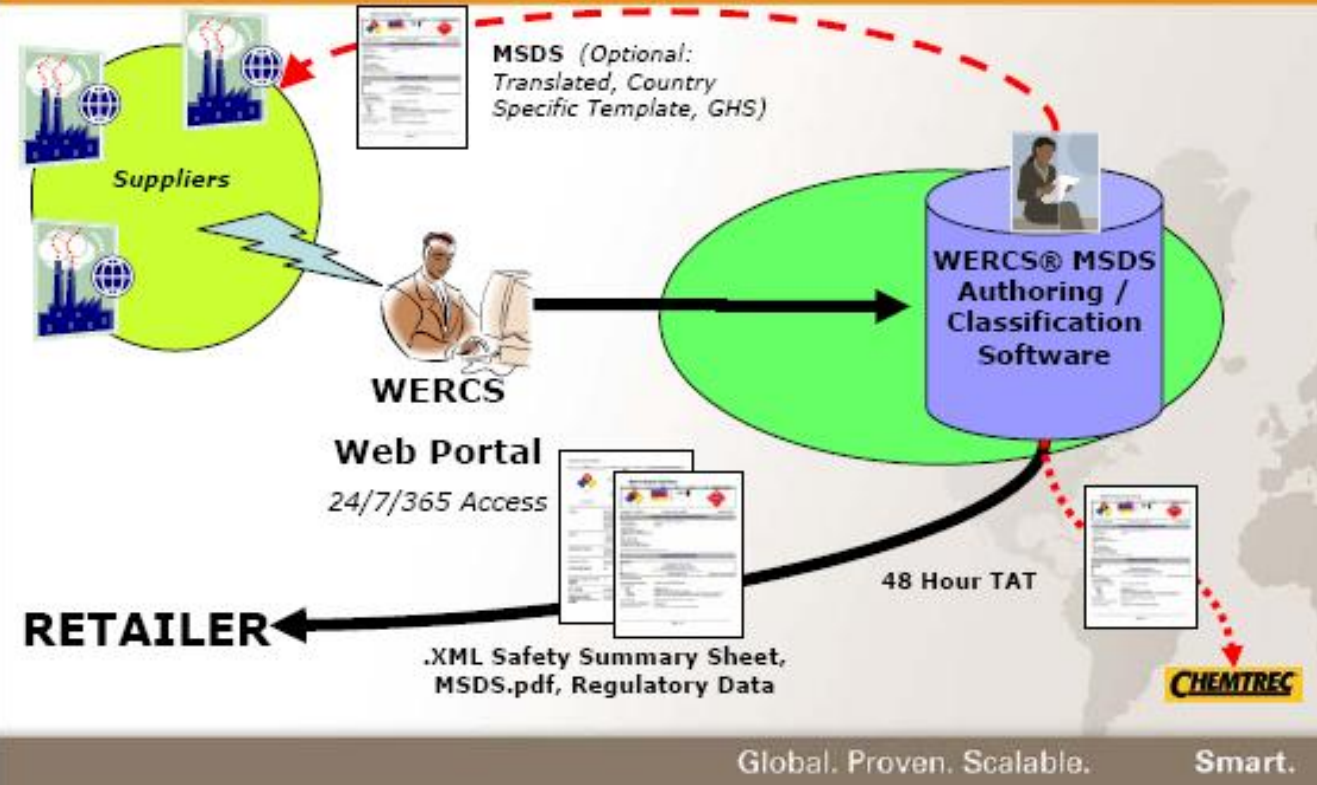 MSDS (Optional:
Translated, Country
Specific Template, GHS)
Suppliers
WERCS® MSDS
Authoring /
Classification
Software
WERCS
Web Portal
24/7/365 Access
48 Hour TAT
RETAILER
.XML Safety Summary Sheet,
MSDS.pdf, Regulatory Data
CHEMTREC
Global. Proven. Scalable. Smart.